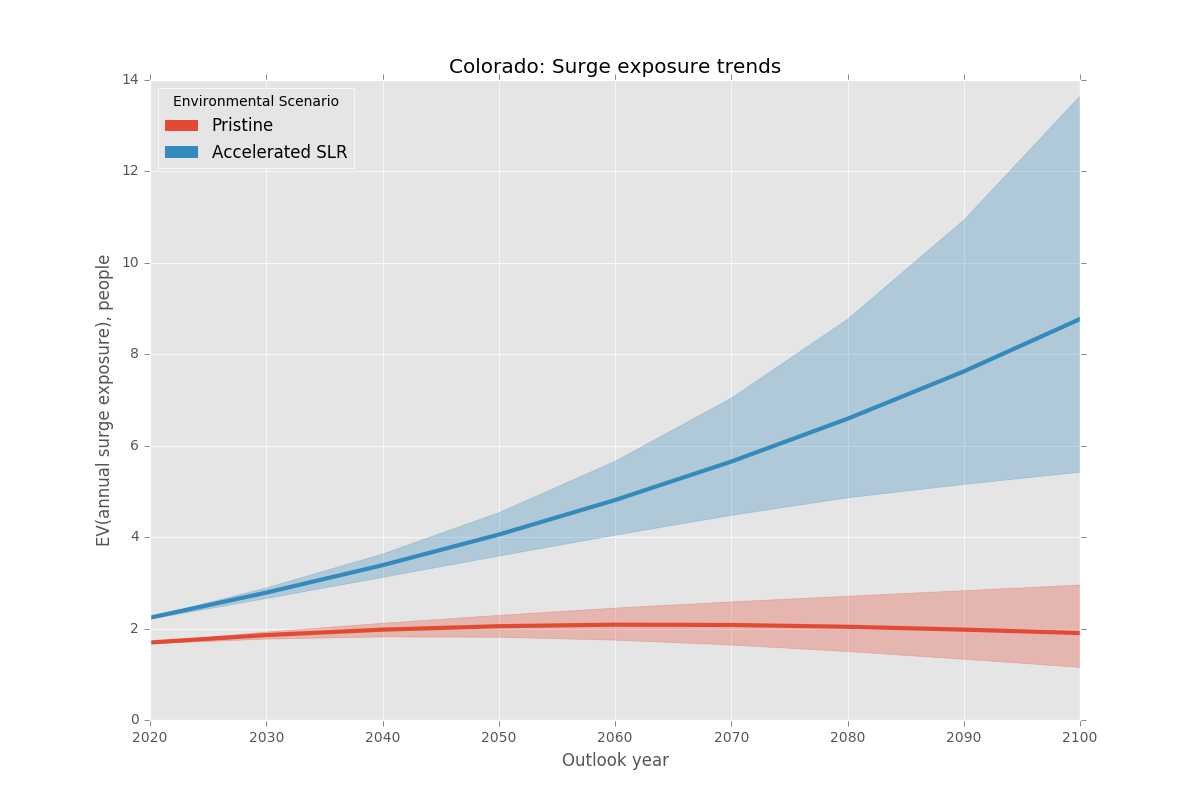 Colorado: Surge exposure trends
Environmental Scenario
Pristine
Accelerated SLR
EV(annual surge exposure), people
14
12
10
8
6
4
2
0
2020 2030 2040 2050 2060 2070 2080 2090 2100
Outlook year